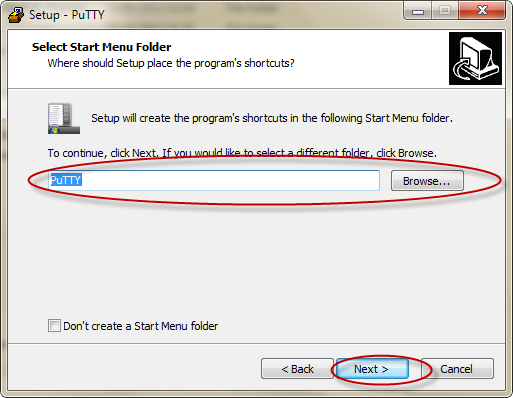 Setup - PuTTY
Select Start Menu Folder
Where should Setup place the program's shortcuts?
Setup will create the program's shortcuts in the following Start Menu folder.
To continue, click Next. If you would like to select a different folder, click Browse.
PuTTY
Browse...
Don't create a Start Menu folder
< Back
Next >
Cancel